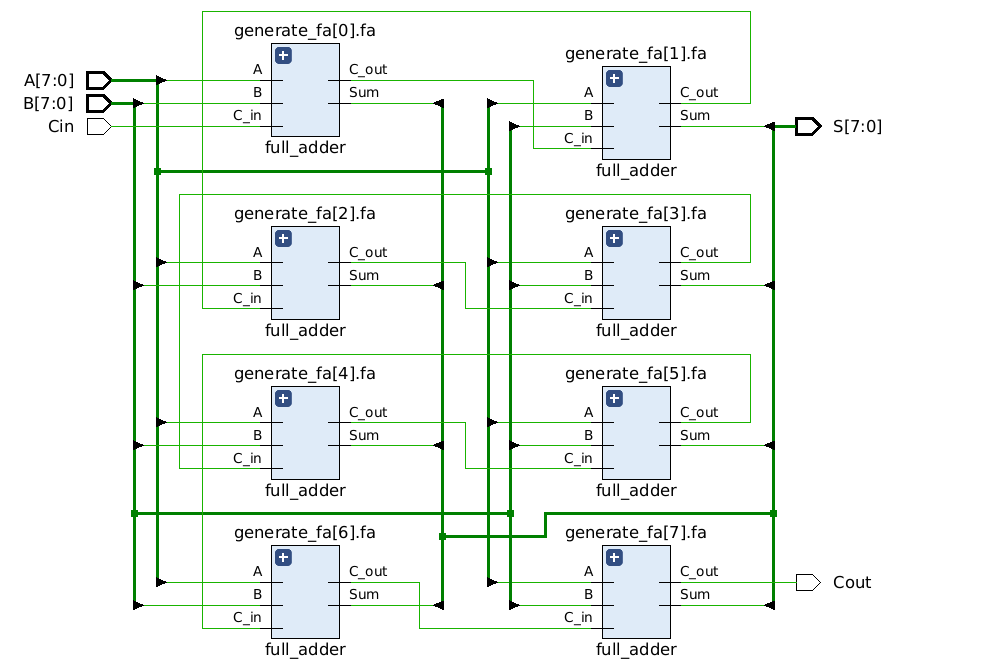 generate_fa[0].fa
A
B
C_in
C_out
Sum
full_adder
generate_fa[1].fa
A
B
C_in
C_out
Sum
full_adder
A[7:0]
B[7:0]
Cin
S[7:0]
generate_fa[2].fa
A
B
C_in
C_out
Sum
full_adder
generate_fa[3].fa
A
B
C_in
C_out
Sum
full_adder
generate_fa[4].fa
A
B
C_in
C_out
Sum
full_adder
generate_fa[5].fa
A
B
C_in
C_out
Sum
full_adder
generate_fa[6].fa
A
B
C_in
C_out
Sum
full_adder
generate_fa[7].fa
A
B
C_in
C_out
Sum
full_adder
Cout